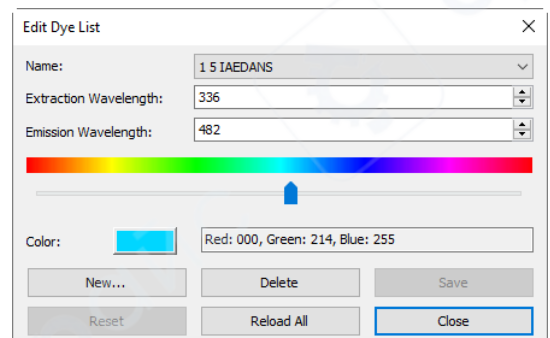 Edit Dye List
Name: 1 5 IAEDANS
Extraction Wavelength: 336
Emission Wavelength: 482
Color: Red: 000, Green: 214, Blue: 255
New... Delete Save
Reset Reload All Close